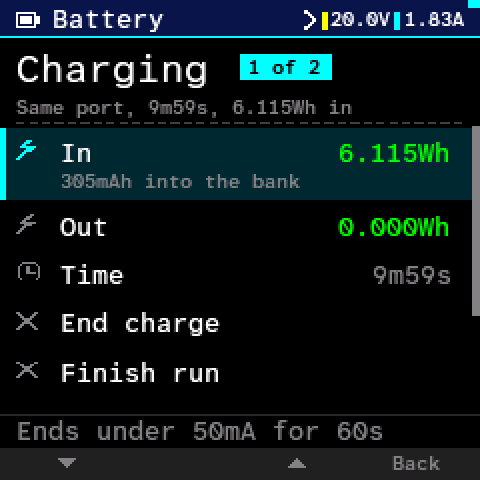 Battery 20.0V 1.83A
Charging 1 of 2
Same port, 9m59s, 6.115Wh in
In 6.115Wh
305mAh into the bank
Out 0.000Wh
Time 9m59s
End charge
Finish run
Ends under 50mA for 60s
Back